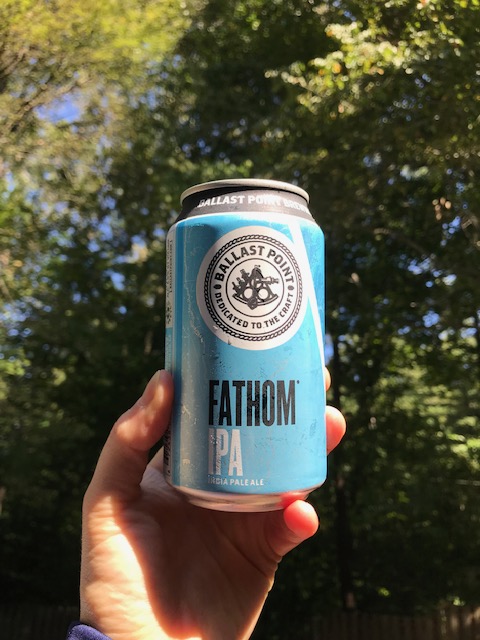 BALLAST POINT
BALLAST POINT
DEDICATED TO THE CRAFT
FATHOM
IPA
INDIA PALE ALE